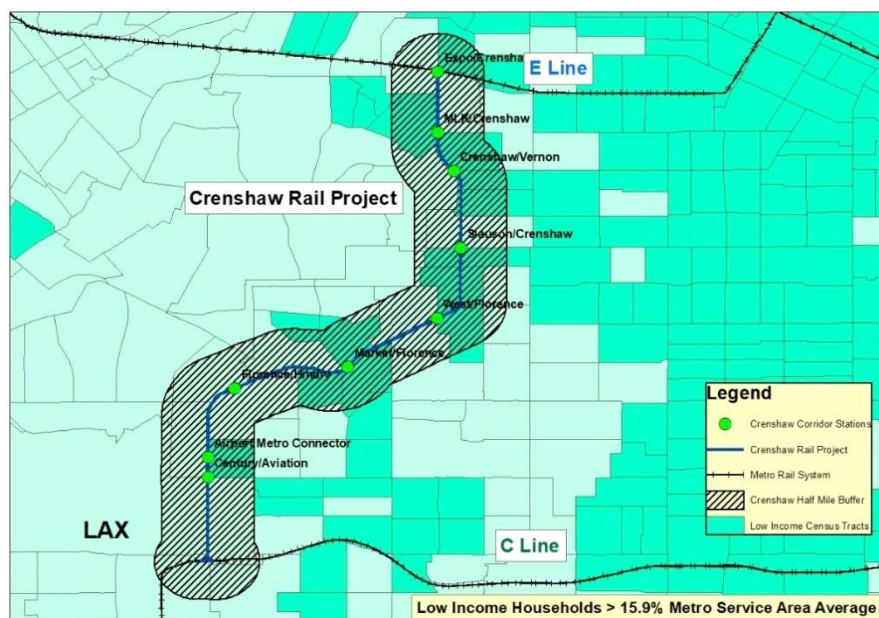 Expo/Crenshaw
E Line
MLK/Crenshaw
Crenshaw/Vernon
Crenshaw Rail Project
Slauson/Crenshaw
West/Florence
Market/Florence
Florence/Hindry
Airport Metro Connector
Century/Aviation
LAX
C Line
Legend
Crenshaw Corridor Stations
Crenshaw Rail Project
Metro Rail System
Crenshaw Half Mile Buffer
Low Income Census Tracts
Low Income Households > 15.9% Metro Service Area Average